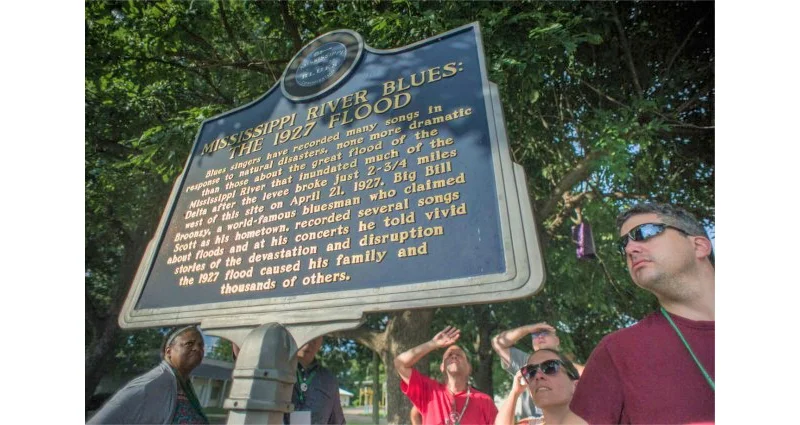 MISSISSIPPI
BLUES
MISSISSIPPI RIVER BLUES:
THE 1927 FLOOD
Blues singers have recorded many songs in
response to natural disasters, none more dramatic
than those about the great flood of the
Mississippi River that inundated much of the
Delta after the levee broke just 2-3/4 miles
west of this site on April 21, 1927. Big Bill
Broonzy, a world-famous bluesman who claimed
Scott as his hometown, recorded several songs
about floods and at his concerts he told vivid
stories of the devastation and disruption
the 1927 flood caused his family and
thousands of others.